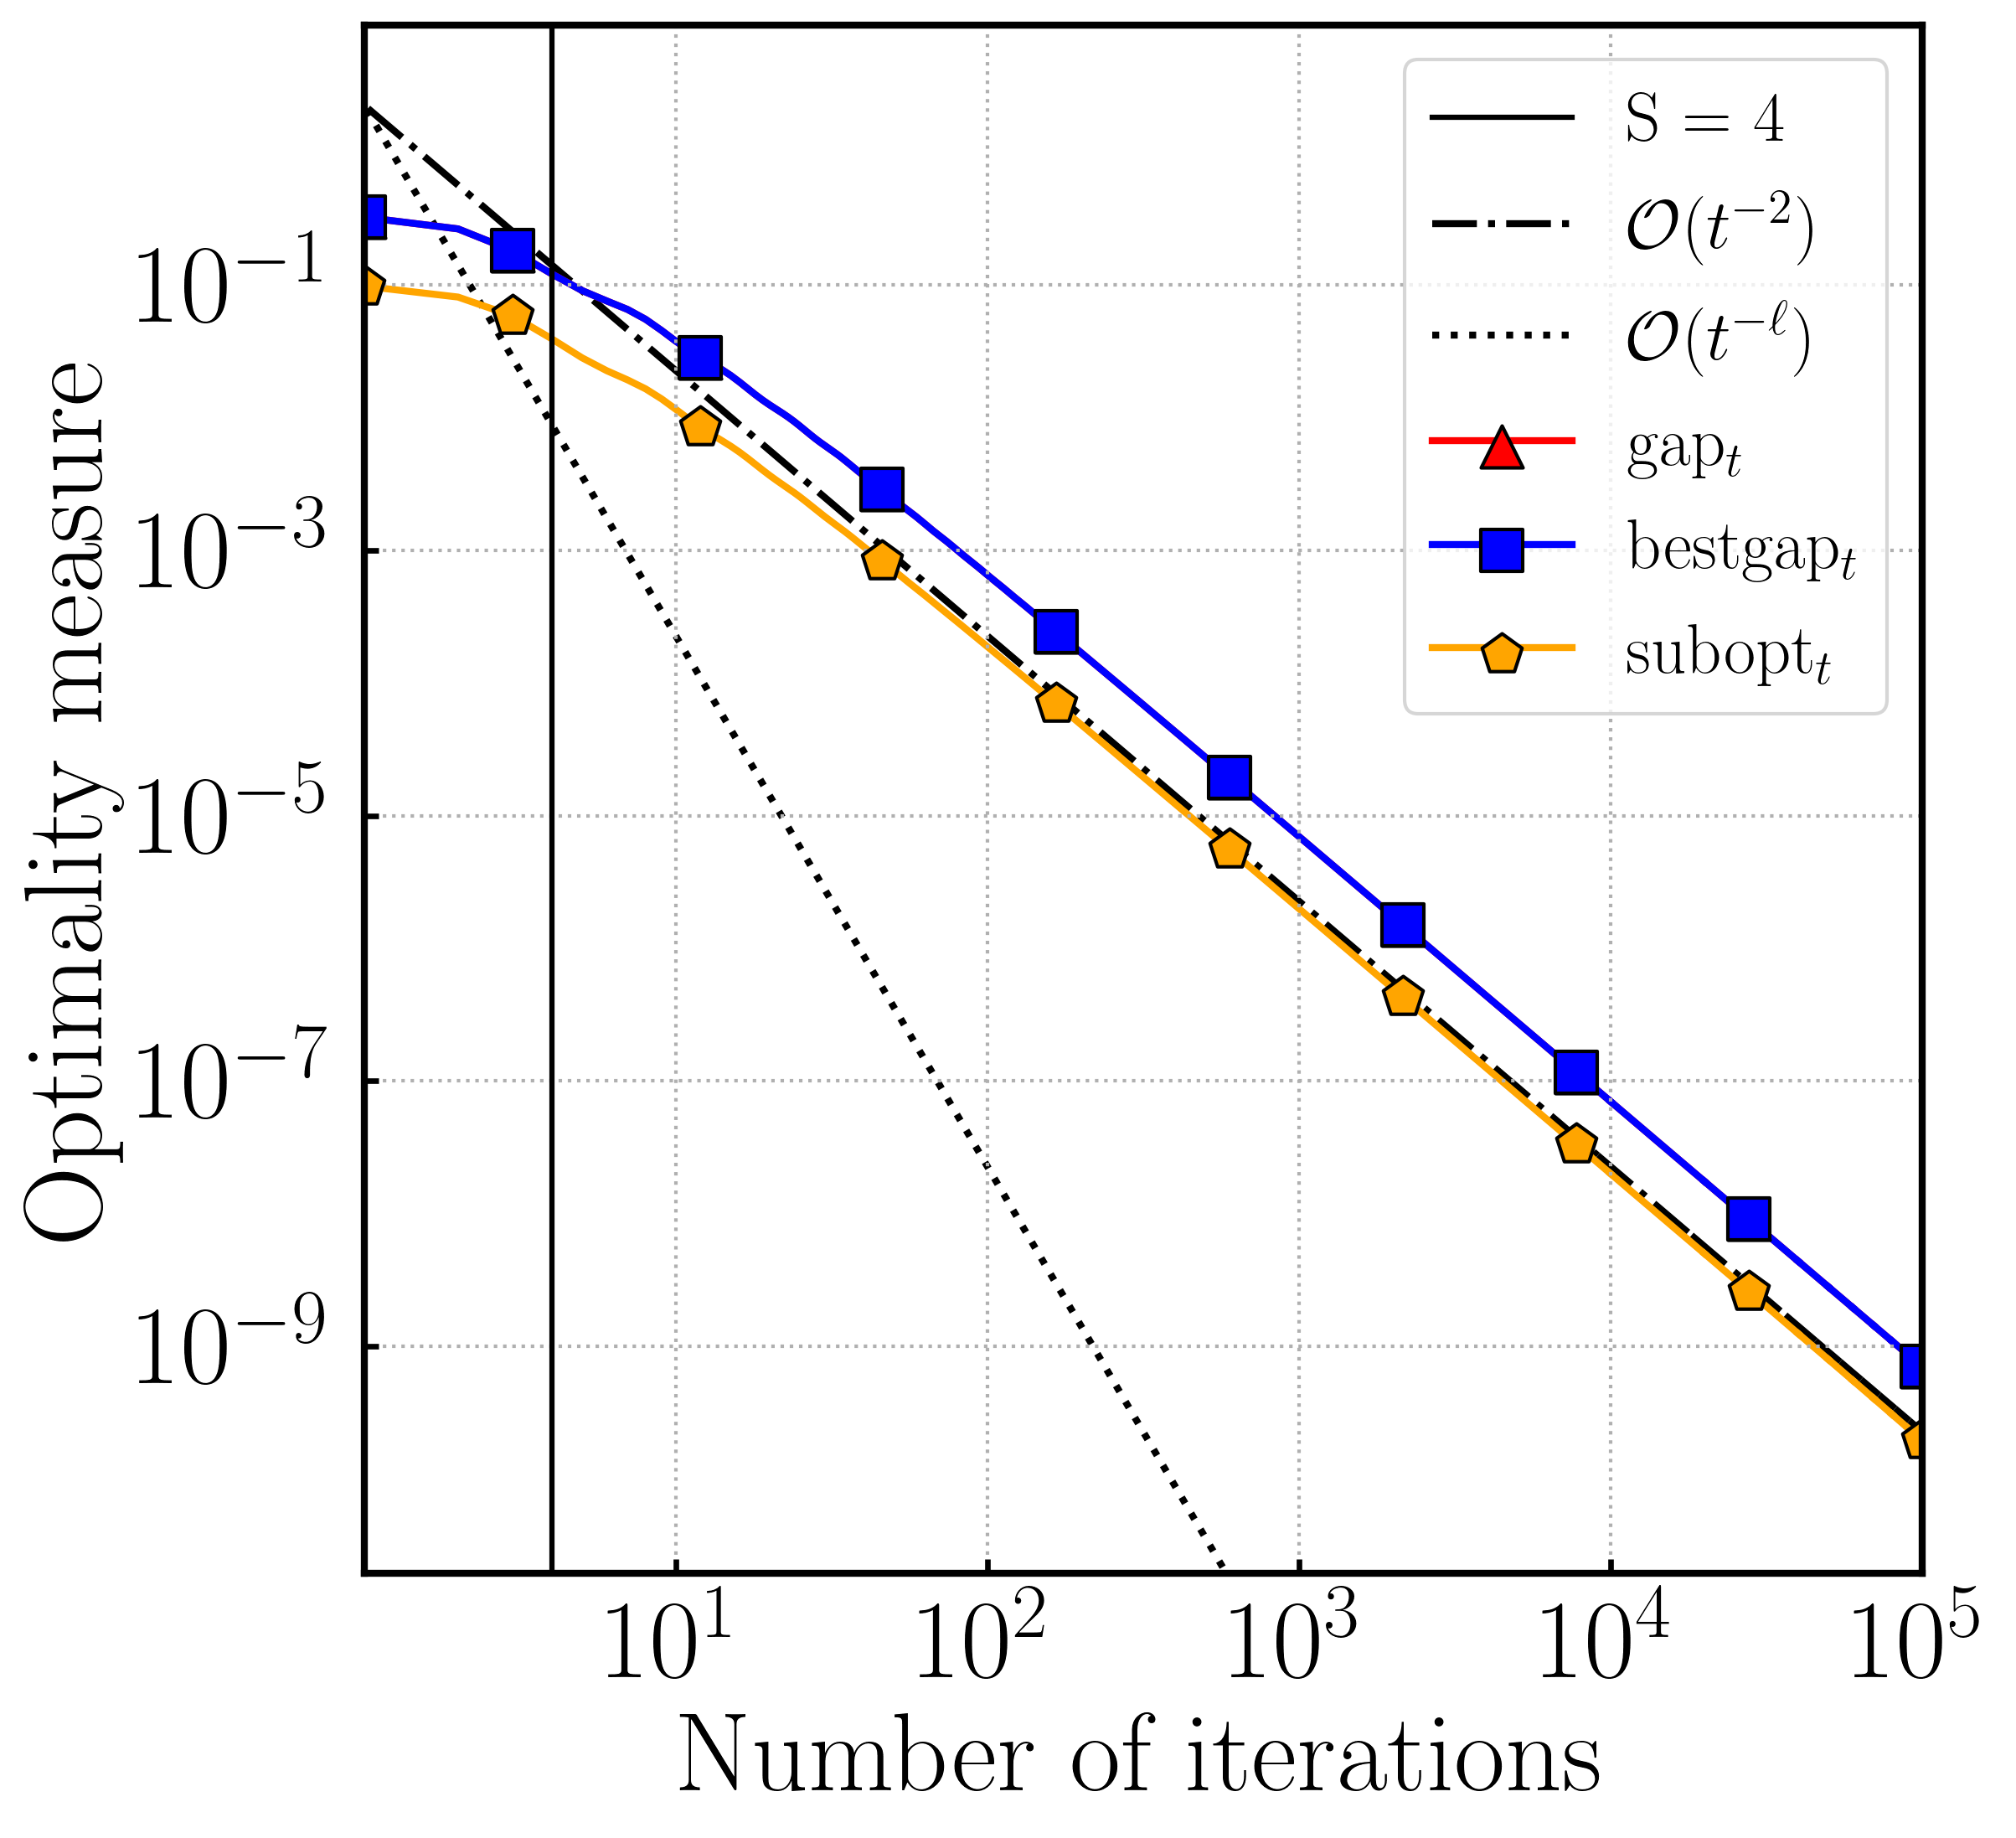 Optimality measure
10⁻¹
10⁻³
10⁻⁵
10⁻⁷
10⁻⁹
S = 4
𝒪(t⁻²)
𝒪(t^{-ℓ})
gapₜ
bestgapₜ
suboptₜ
10¹ 10² 10³ 10⁴ 10⁵
Number of iterations